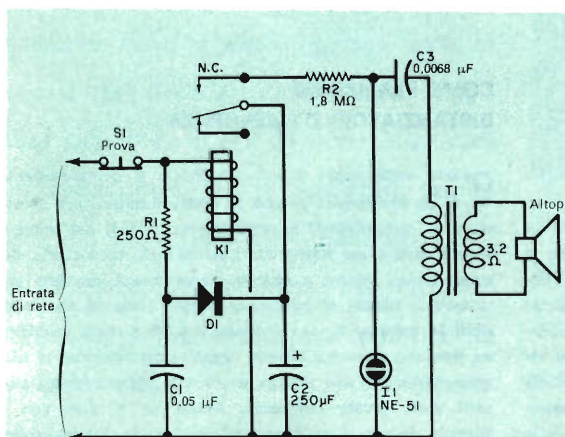 N.C.
C3
0,0068 µF
R2
1,8 MΩ
S1
Prova
T1
Altop
R1
250Ω
K1
3.2
Ω
Entrata
di rete
D1
+
C1
0,05 µF
C2
250µF
I1
NE-51